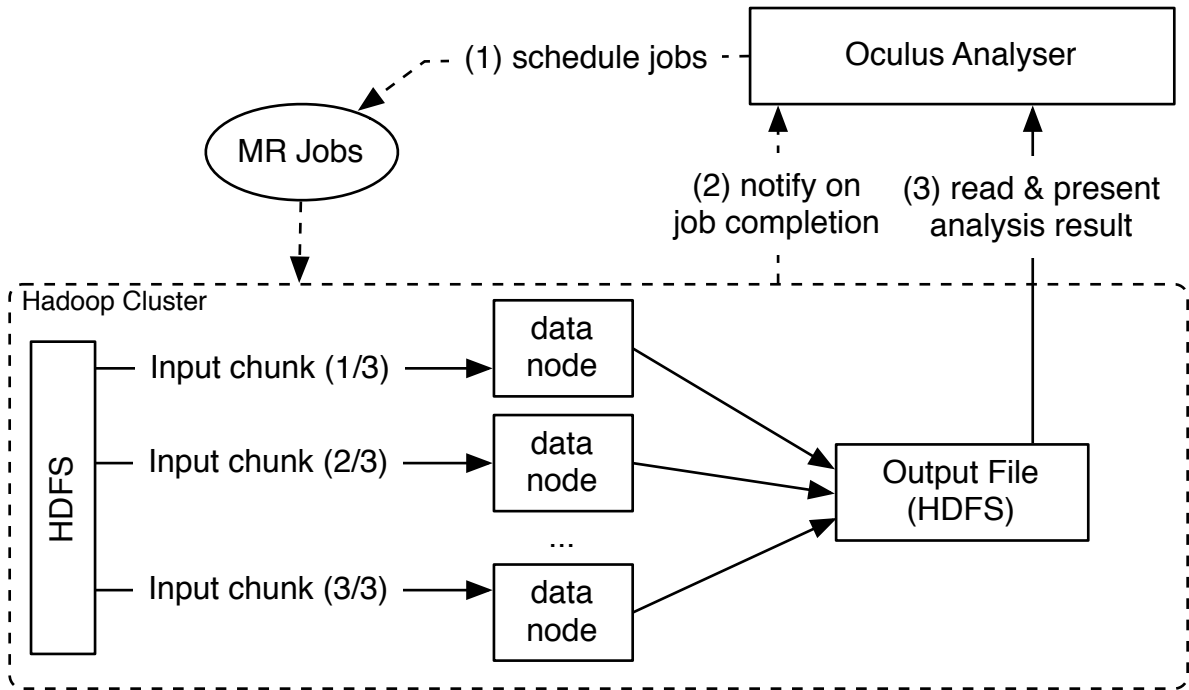 Oculus Analyser
(1) schedule jobs
MR Jobs
(2) notify on
job completion
(3) read & present
analysis result
Hadoop Cluster
HDFS
Input chunk (1/3)
data
node
Input chunk (2/3)
data
node
...
Input chunk (3/3)
data
node
Output File
(HDFS)